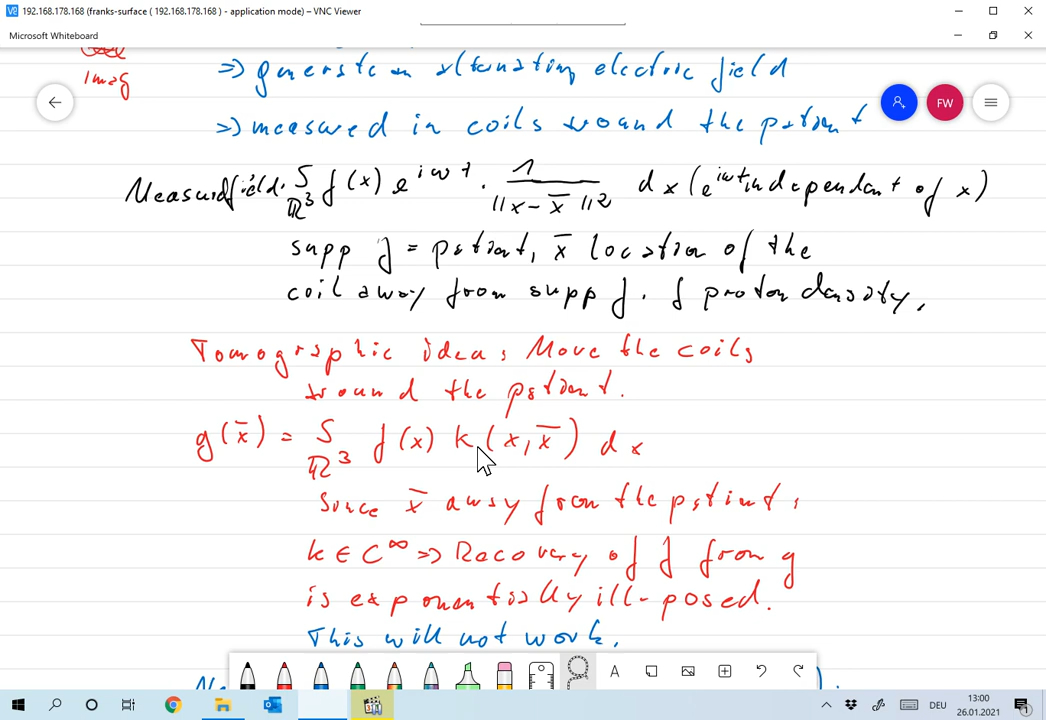 192.168.178.168 (franks-surface ( 192.168.178.168 ) - application mode) – VNC Viewer
Microsoft Whiteboard
Imag
=> generate an alternating electric field
=> measured in coils around the patient
Measured field: ∫ℝ³ f(x) e^{iωt} · 1/‖x-x̄‖² dx (e^{iωt} independent of x)
supp f = patient, x̄ location of the
coil away from supp f. f proton density.
Tomographic idea: Move the coils
around the patient.
g(x̄) = ∫ℝ³ f(x) k(x, x̄) dx
Since x̄ away from the patient:
k ∈ C^∞ => Recovery of f from g
is exponentially ill-posed.
This will not work.
FW
A
DEU
13:00
26.01.2021
1